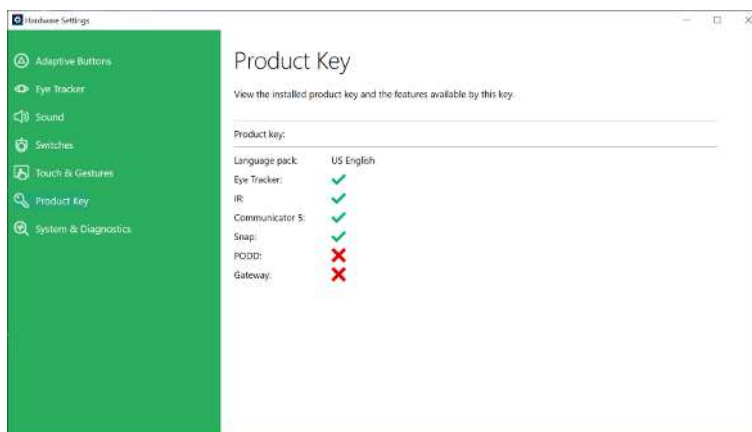 Hardware Settings
Adaptive Buttons
Eye Tracker
Sound
Switches
Touch & Gestures
Product Key
System & Diagnostics
Product Key
View the installed product key and the features available by this key.
Product key:
Language pack: US English
Eye Tracker:
IR:
Communicator 5:
Snap:
PODD:
Gateway: